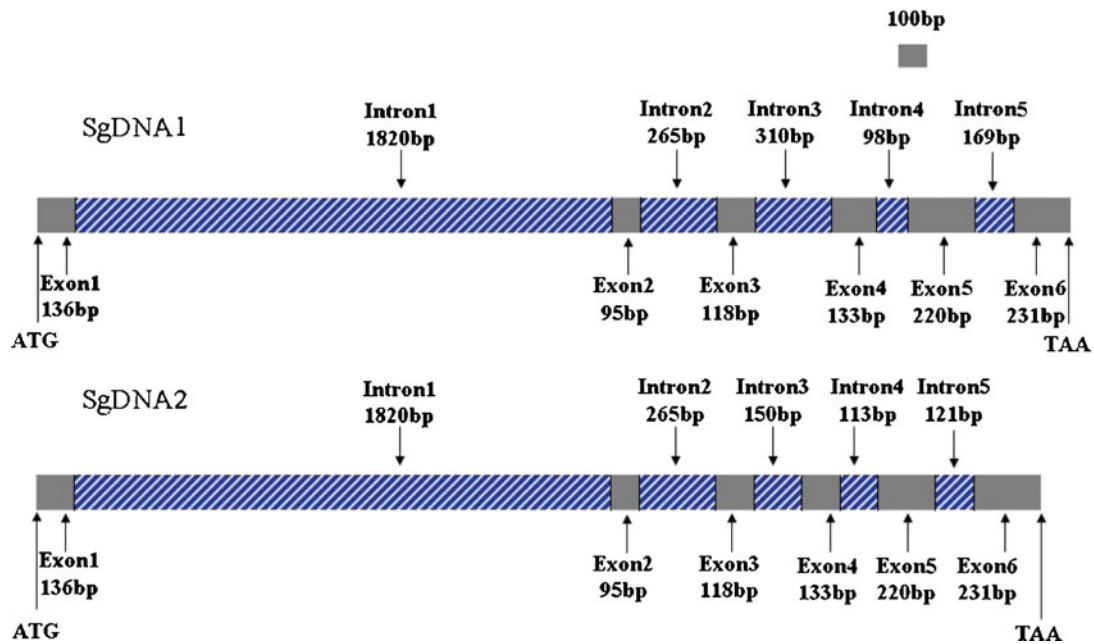 100bp
SgDNA1
Intron1 Intron2 Intron3 Intron4 Intron5
1820bp 265bp 310bp 98bp 169bp
Exon1 Exon2 Exon3 Exon4 Exon5 Exon6
136bp 95bp 118bp 133bp 220bp 231bp
ATG TAA
SgDNA2
Intron1 Intron2 Intron3 Intron4 Intron5
1820bp 265bp 150bp 113bp 121bp
Exon1 Exon2 Exon3 Exon4 Exon5 Exon6
136bp 95bp 118bp 133bp 220bp 231bp
ATG TAA